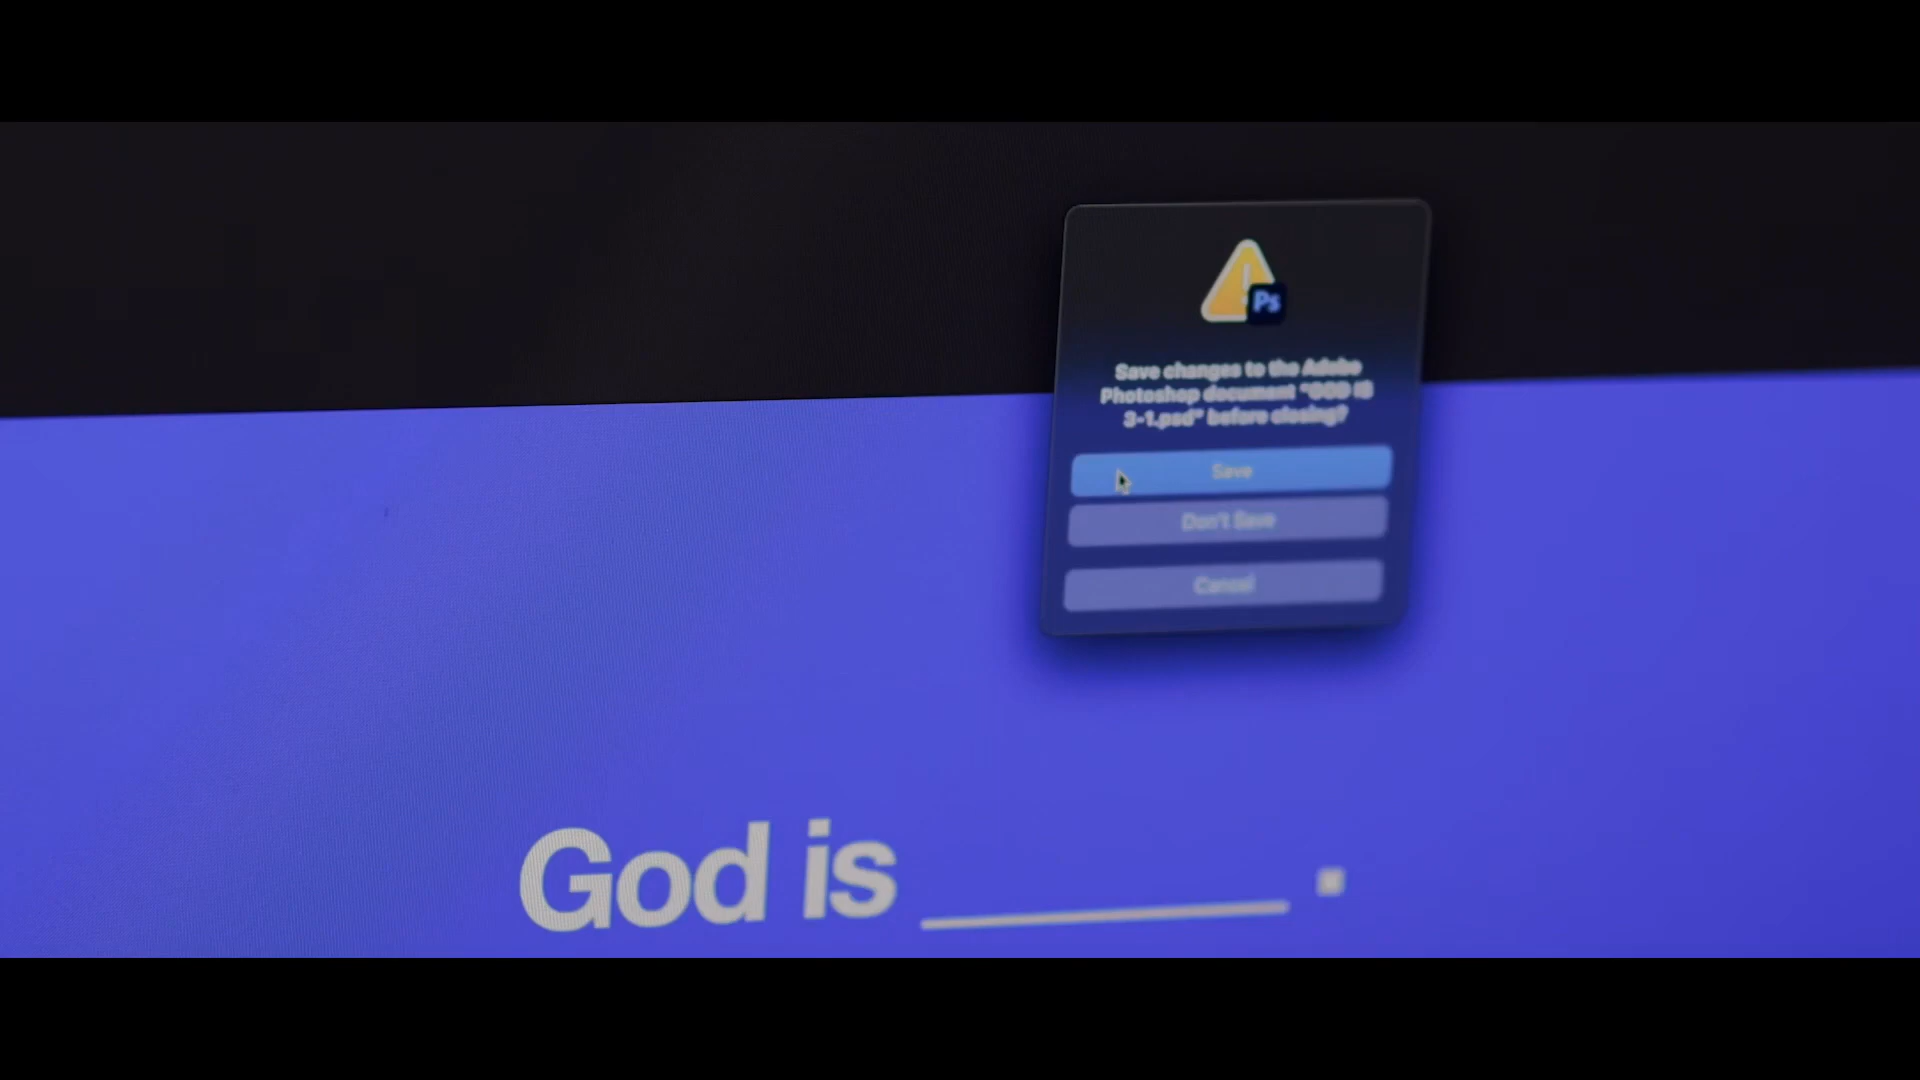 Ps
Save changes to the Adobe
Photoshop document "GOD IS
3-1.psd" before closing?
Save
Don't Save
Cancel
God is ________ .